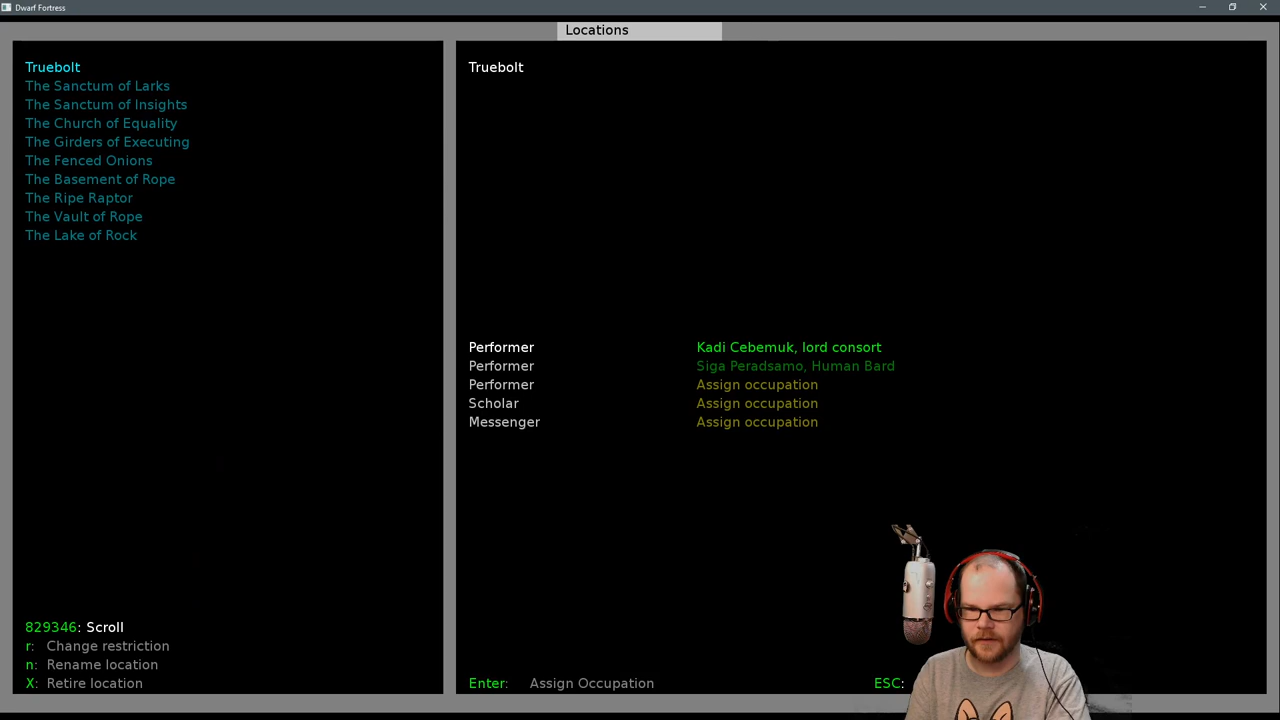 Dwarf Fortress
Locations
Truebolt
The Sanctum of Larks
The Sanctum of Insights
The Church of Equality
The Girders of Executing
The Fenced Onions
The Basement of Rope
The Ripe Raptor
The Vault of Rope
The Lake of Rock
829346: Scroll
r: Change restriction
n: Rename location
X: Retire location
Truebolt
Performer Kadi Cebemuk, lord consort
Performer Siga Peradsamo, Human Bard
Performer Assign occupation
Scholar Assign occupation
Messenger Assign occupation
Enter: Assign Occupation ESC: